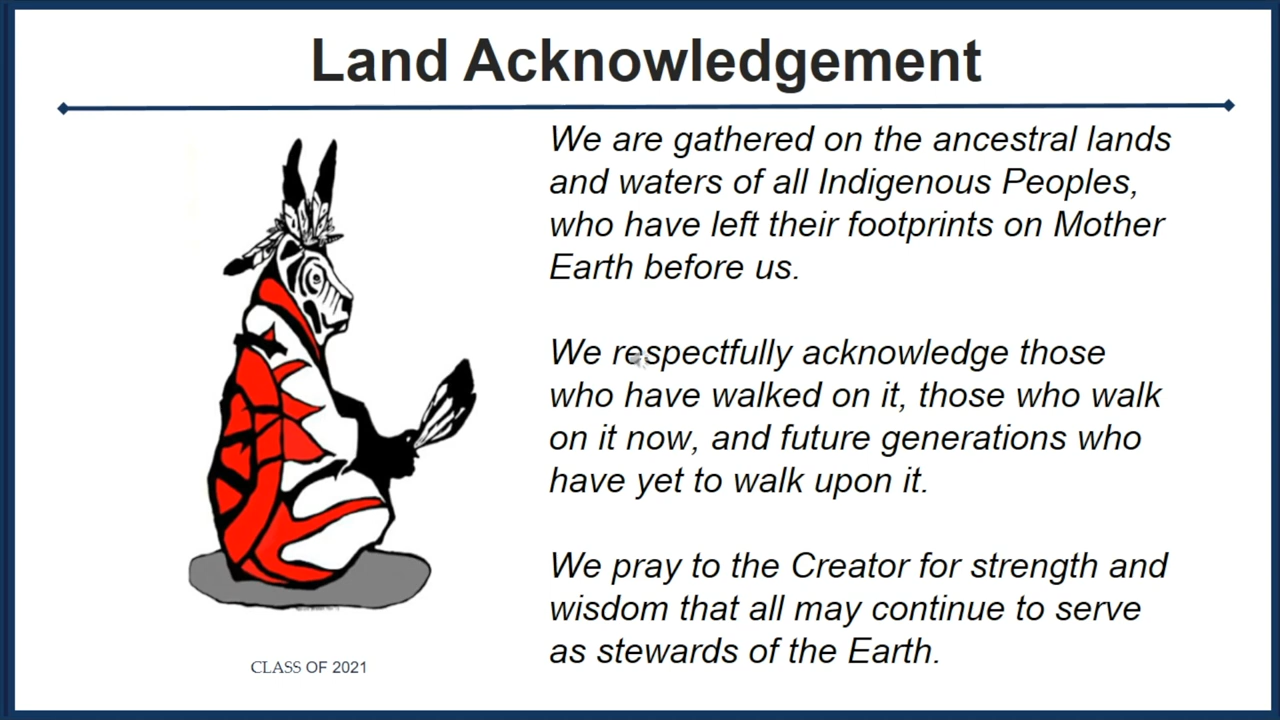 Land Acknowledgement
We are gathered on the ancestral lands
and waters of all Indigenous Peoples,
who have left their footprints on Mother
Earth before us.
We respectfully acknowledge those
who have walked on it, those who walk
on it now, and future generations who
have yet to walk upon it.
We pray to the Creator for strength and
wisdom that all may continue to serve
as stewards of the Earth.
CLASS OF 2021